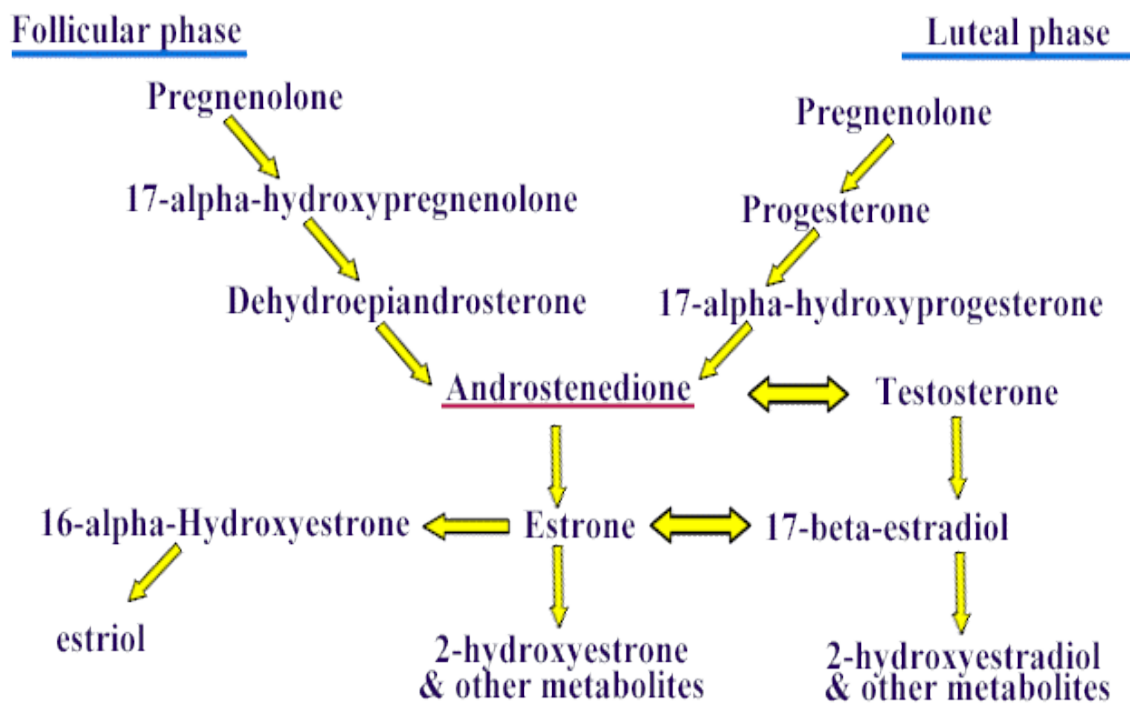 Follicular phase
Luteal phase
Pregnenolone
Pregnenolone
17-alpha-hydroxypregnenolone
Progesterone
Dehydroepiandrosterone
17-alpha-hydroxyprogesterone
Androstenedione
Testosterone
16-alpha-Hydroxyestrone
Estrone
17-beta-estradiol
estriol
2-hydroxyestrone
& other metabolites
2-hydroxyestradiol
& other metabolites